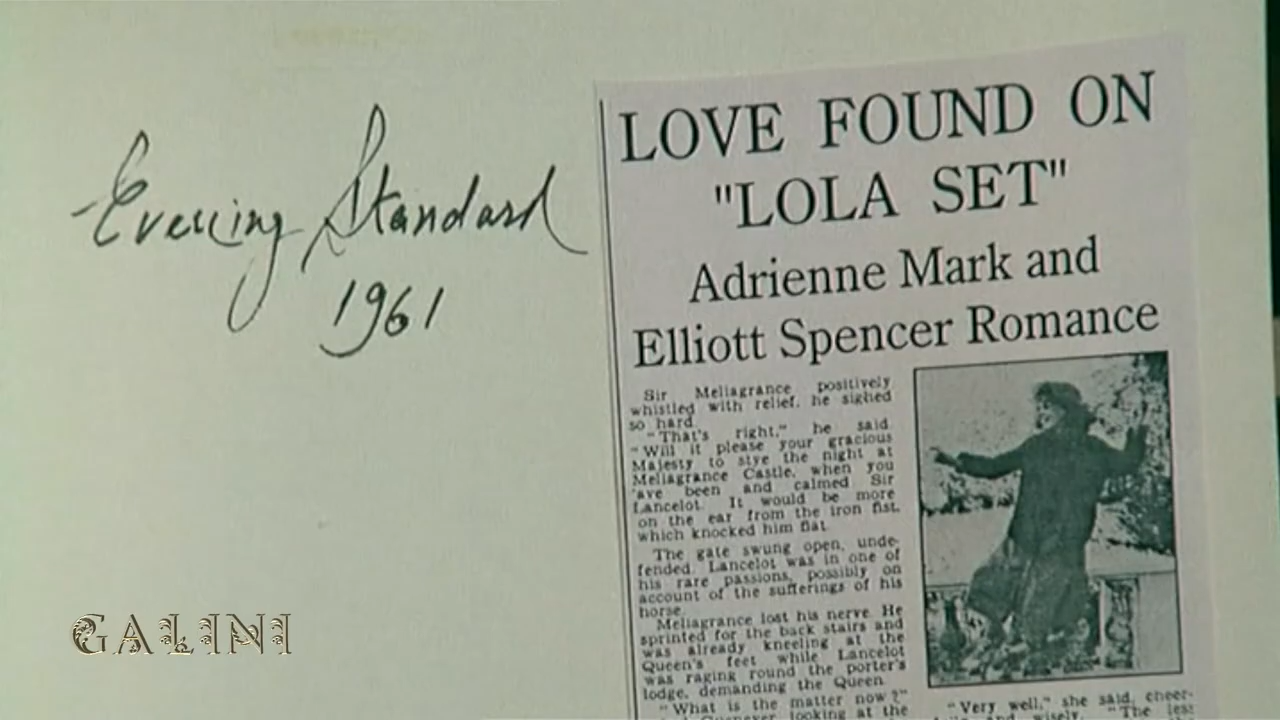 Evening Standard
1961
LOVE FOUND ON
"LOLA SET"
Adrienne Mark and
Elliott Spencer Romance
Sir Meliagrance positively
whistled with relief, he sighed
so hard.
"That's right," he said.
"Will it please your gracious
Majesty to stye the night at
Meliagrance Castle, when you
'ave been and calmed Sir
Lancelot. It would be more
on the ear from the iron fist,
which knocked him flat.
The gate swung open, unde-
fended. Lancelot was in one of
his rare passions, possibly on
account of the sufferings of his
horse.
Meliagrance lost his nerve. He
sprinted for the back stairs and
was already kneeling at the
Queen's feet while Lancelot
was raging round the porter's
lodge, demanding the Queen.
"What is the matter now?"
looking at the
"Very well," she said, cheer-
and wisely. "The
GALINI